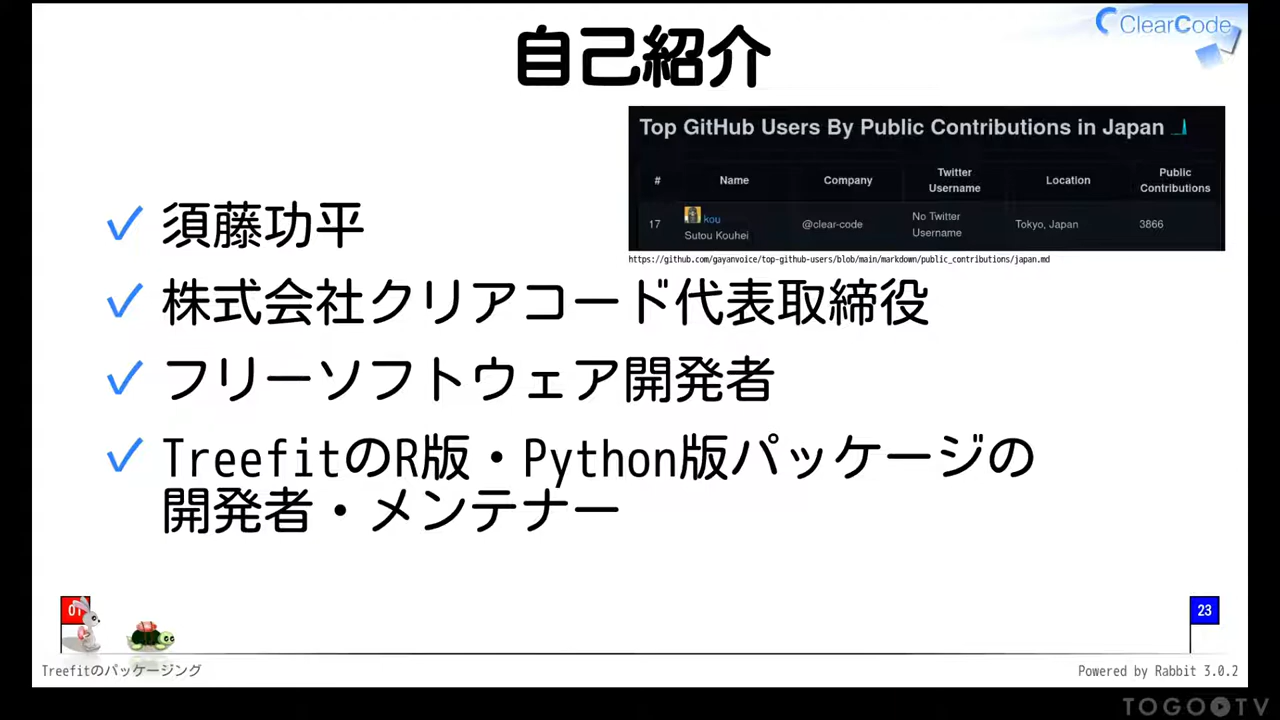 ClearCode
自己紹介
Top GitHub Users By Public Contributions in Japan
# Name Company Twitter Username Location Public Contributions
17 kou Sutou Kouhei @clear-code No Twitter Username Tokyo, Japan 3866
https://github.com/gayanvoice/top-github-users/blob/main/markdown/public_contributions/japan.md
✓ 須藤功平
✓ 株式会社クリアコード代表取締役
✓ フリーソフトウェア開発者
✓ TreefitのR版・Python版パッケージの
開発者・メンテナー
01
23
Treefitのパッケージング
Powered by Rabbit 3.0.2
TOGOTV